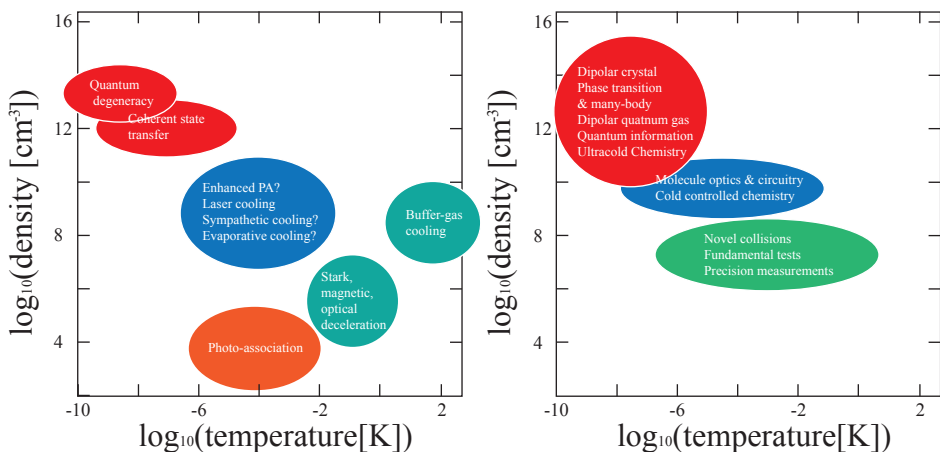 16
12
8
4
-10
-6
-2
2
log₁₀(density [cm⁻³])
log₁₀(temperature[K])
Quantum
degeneracy
Coherent state
transfer
Enhanced PA?
Laser cooling
Sympathetic cooling?
Evaporative cooling?
Buffer-gas
cooling
Stark,
magnetic,
optical
deceleration
Photo-association
16
12
8
4
-10
-6
-2
2
log₁₀(density [cm⁻³])
log₁₀(temperature[K])
Dipolar crystal
Phase transition
& many-body
Dipolar quatnum gas
Quantum information
Ultracold Chemistry
Molecule optics & circuitry
Cold controlled chemistry
Novel collisions
Fundamental tests
Precision measurements